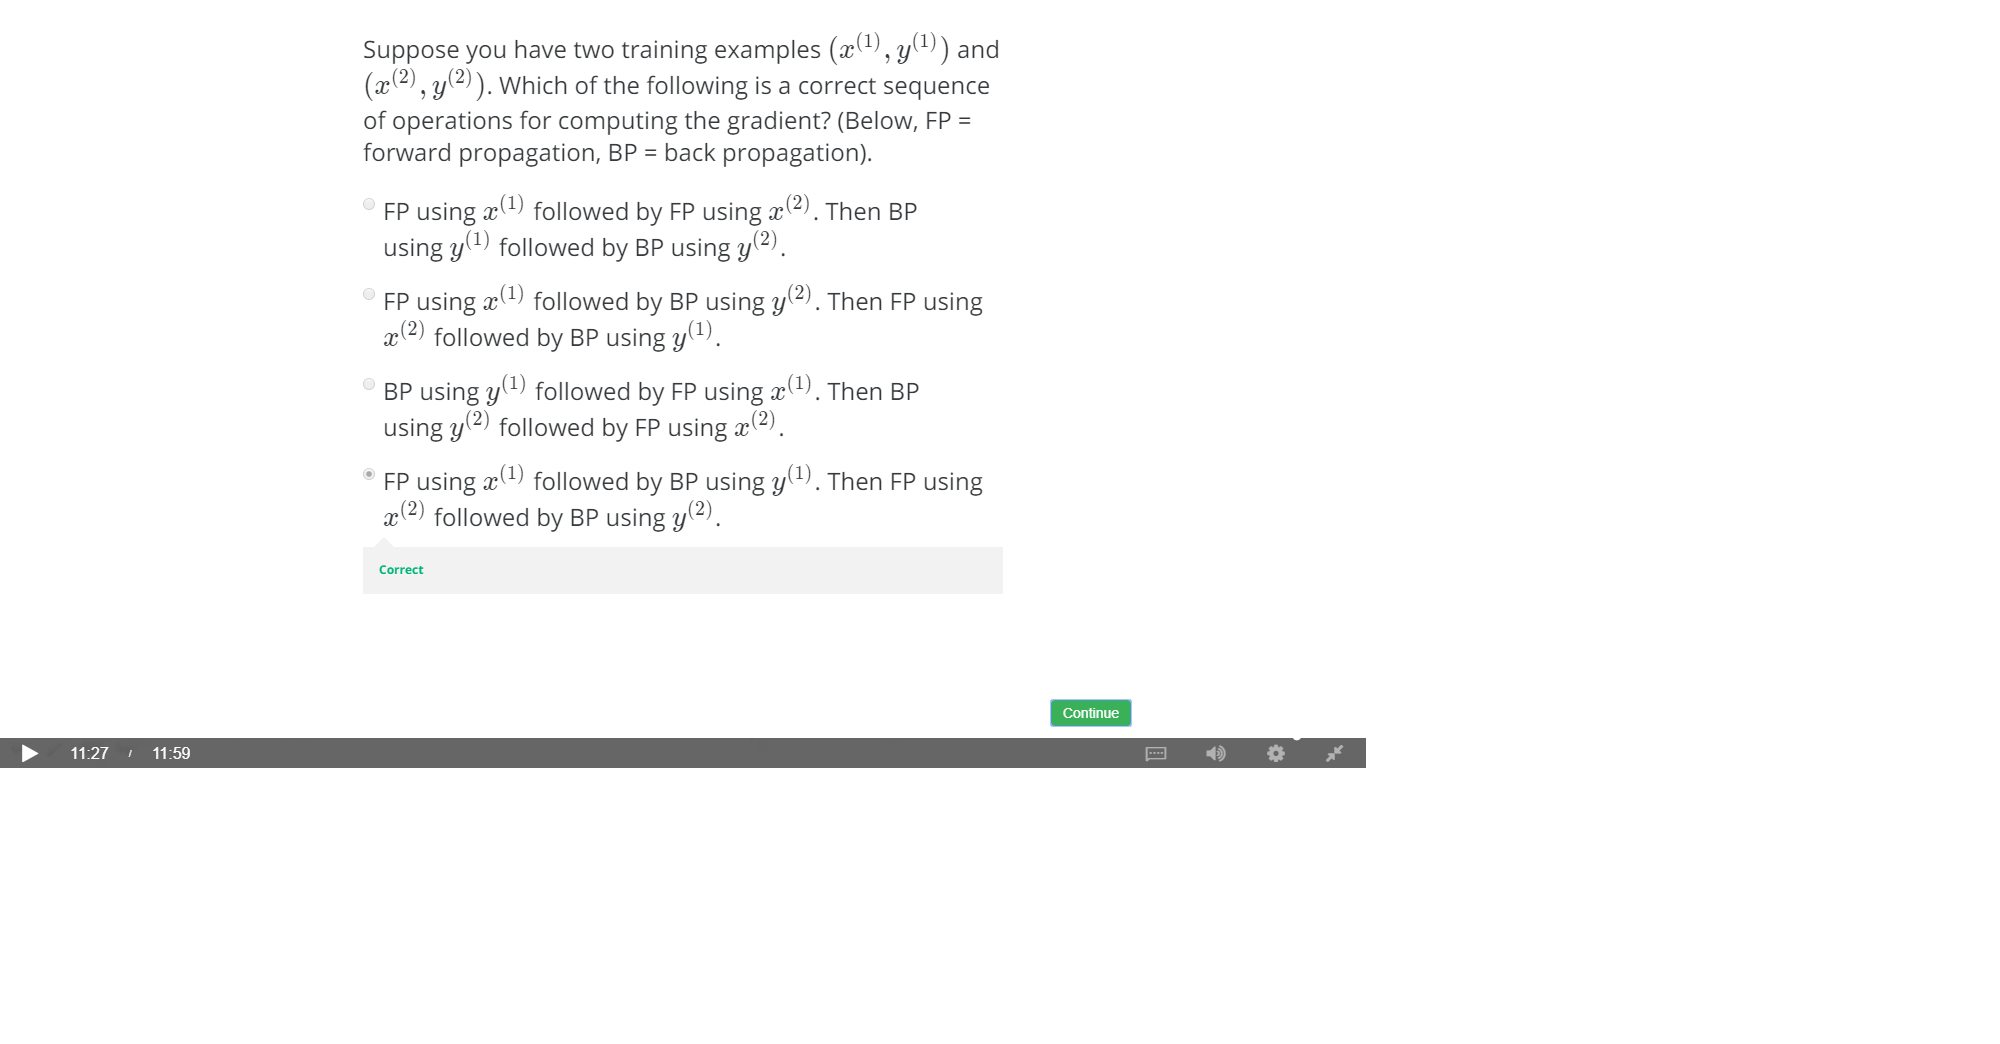 Suppose you have two training examples (x^(1), y^(1)) and
(x^(2), y^(2)). Which of the following is a correct sequence
of operations for computing the gradient? (Below, FP =
forward propagation, BP = back propagation).
FP using x^(1) followed by FP using x^(2). Then BP
using y^(1) followed by BP using y^(2).
FP using x^(1) followed by BP using y^(2). Then FP using
x^(2) followed by BP using y^(1).
BP using y^(1) followed by FP using x^(1). Then BP
using y^(2) followed by FP using x^(2).
FP using x^(1) followed by BP using y^(1). Then FP using
x^(2) followed by BP using y^(2).
Correct
Continue
11:27 / 11:59